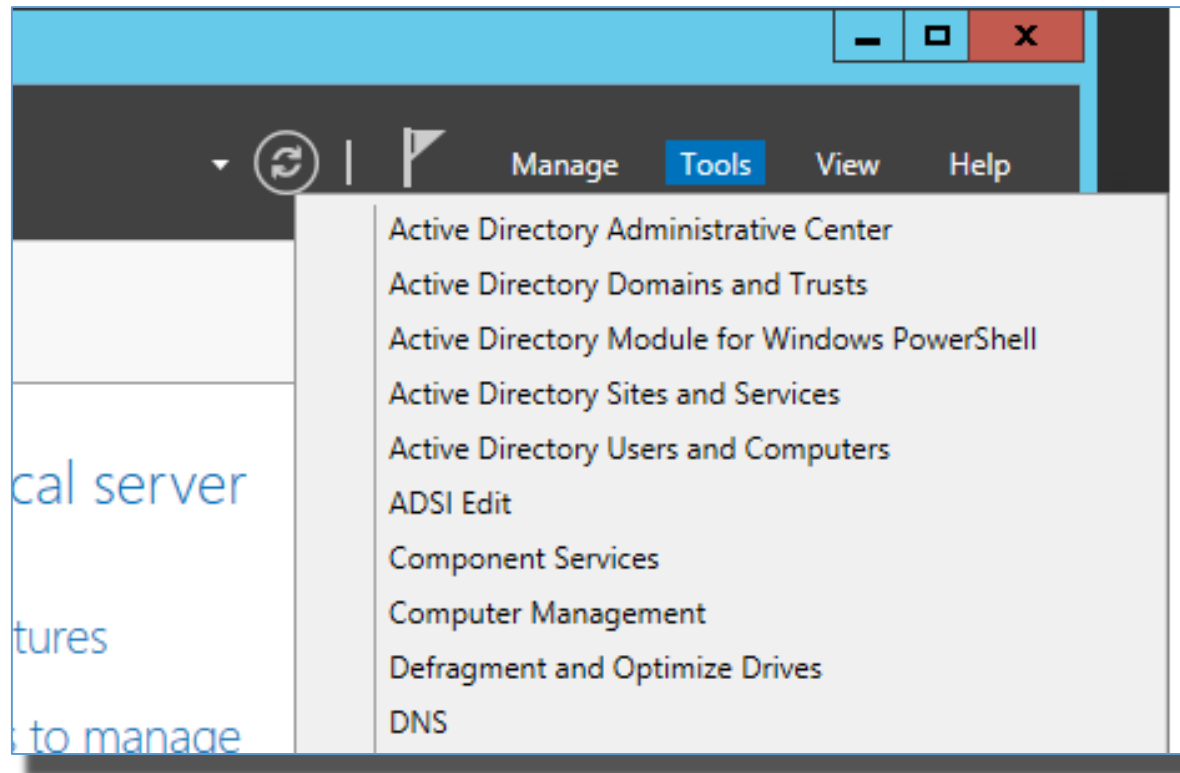 Manage Tools View Help
Active Directory Administrative Center
Active Directory Domains and Trusts
Active Directory Module for Windows PowerShell
Active Directory Sites and Services
Active Directory Users and Computers
cal server
ADSI Edit
Component Services
Computer Management
tures
Defragment and Optimize Drives
DNS
to manage